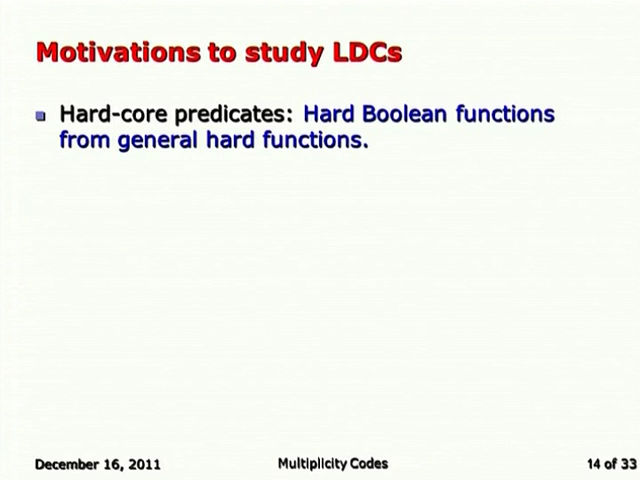 Motivations to study LDCs
Hard-core predicates: Hard Boolean functions
from general hard functions.
December 16, 2011
Multiplicity Codes
14 of 33